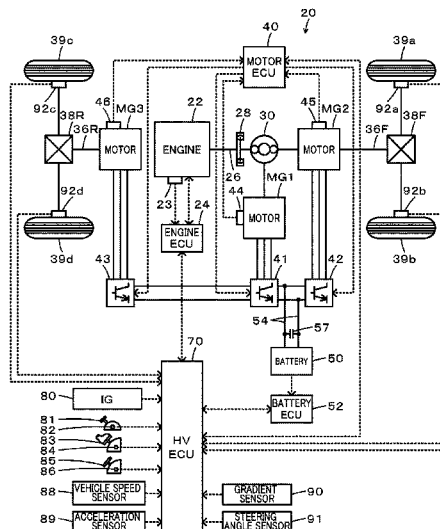 20
39c
40
39a
MOTOR
ECU
92c
46
MG3
22
28
30
45
MG2
92a
38R
36R
38F
36F
MOTOR
ENGINE
MOTOR
26
MG1
92d
23
24
44
MOTOR
92b
39d
ENGINE
ECU
39b
43
41
42
54
57
70
BATTERY
50
80
IG
81
82
83
84
85
86
HV
ECU
BATTERY
ECU
52
88
VEHICLE SPEED
SENSOR
GRADIENT
SENSOR
90
89
ACCELERATION
SENSOR
STEERING
ANGLE SENSOR
91